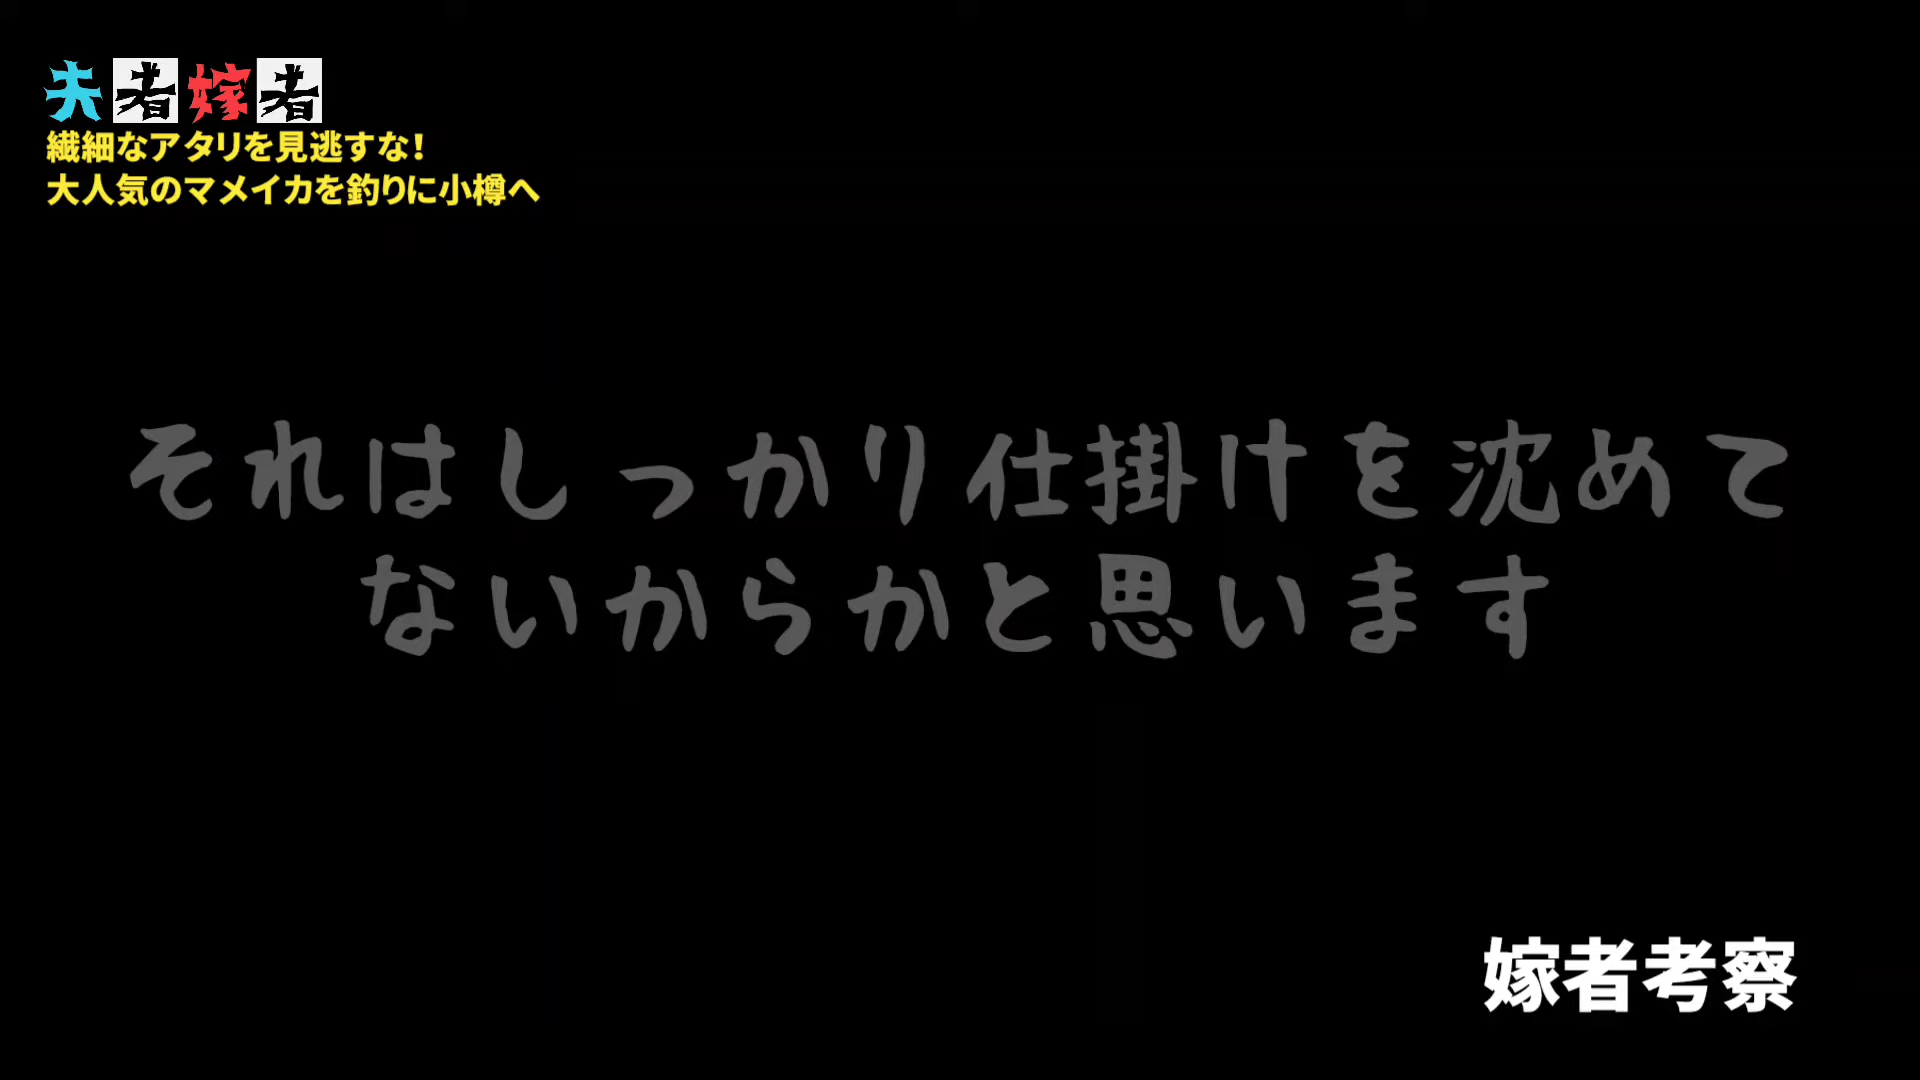 夫者嫁者
繊細なアタリを見逃すな！
大人気のマメイカを釣りに小樽へ
それはしっかり仕掛けを沈めて
ないからかと思います
嫁者考察